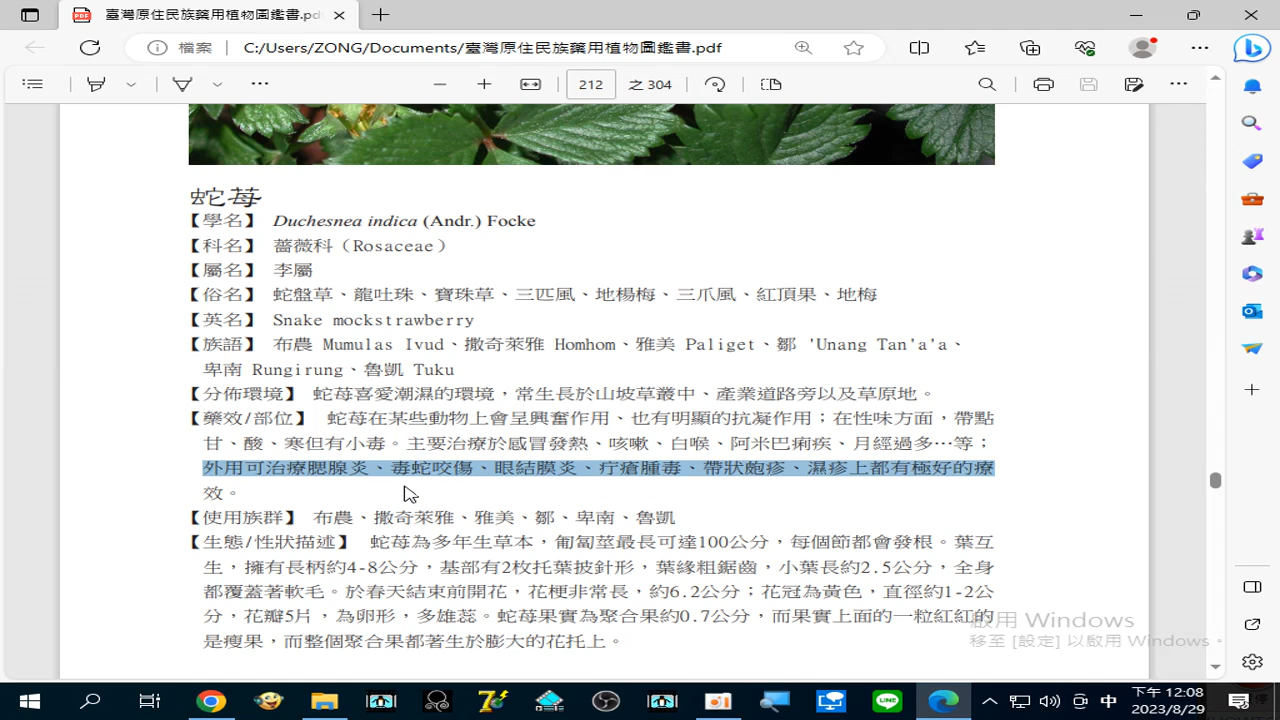 臺灣原住民族藥用植物圖鑑書.pdf
檔案 C:/Users/ZONG/Documents/臺灣原住民族藥用植物圖鑑書.pdf
212 之 304
蛇莓
【學名】 Duchesnea indica (Andr.) Focke
【科名】 薔薇科（Rosaceae）
【屬名】 李屬
【俗名】 蛇盤草、龍吐珠、寶珠草、三匹風、地楊梅、三爪風、紅頂果、地梅
【英名】 Snake mockstrawberry
【族語】 布農 Mumulas Ivud、撒奇萊雅 Homhom、雅美 Paliget、鄒 'Unang Tan'a'a、
卑南 Rungirung、魯凱 Tuku
【分佈環境】 蛇莓喜愛潮濕的環境，常生長於山坡草叢中、產業道路旁以及草原地。
【藥效/部位】 蛇莓在某些動物上會呈興奮作用、也有明顯的抗凝作用；在性味方面，帶點
甘、酸、寒但有小毒。主要治療於感冒發熱、咳嗽、白喉、阿米巴痢疾、月經過多…等；
外用可治療腮腺炎、毒蛇咬傷、眼結膜炎、疔瘡腫毒、帶狀皰疹、濕疹上都有極好的療
效。
【使用族群】 布農、撒奇萊雅、雅美、鄒、卑南、魯凱
【生態/性狀描述】 蛇莓為多年生草本，匍匐莖最長可達100公分，每個節都會發根。葉互
生，擁有長柄約4-8公分，基部有2枚托葉披針形，葉緣粗鋸齒，小葉長約2.5公分，全身
都覆蓋著軟毛。於春天結束前開花，花梗非常長，約6.2公分；花冠為黃色，直徑約1-2公
分，花瓣5片，為卵形，多雄蕊。蛇莓果實為聚合果約0.7公分，而果實上面的一粒紅紅的
是瘦果，而整個聚合果都著生於膨大的花托上。
啟用 Windows
移至 [設定] 以啟用 Windows。
中
下午 12:08
2023/8/29